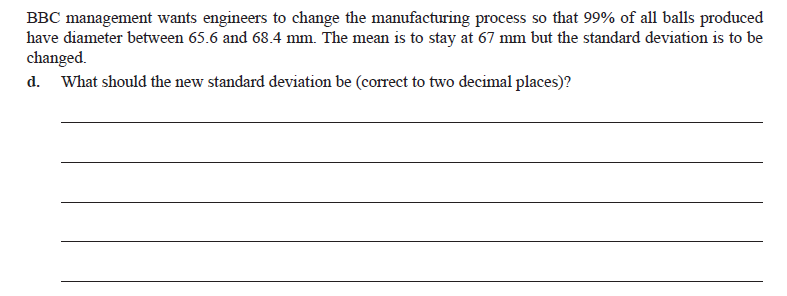 BBC management wants engineers to change the manufacturing process so that 99% of all balls produced
have diameter between 65.6 and 68.4 mm. The mean is to stay at 67 mm but the standard deviation is to be
changed.
d. What should the new standard deviation be (correct to two decimal places)?